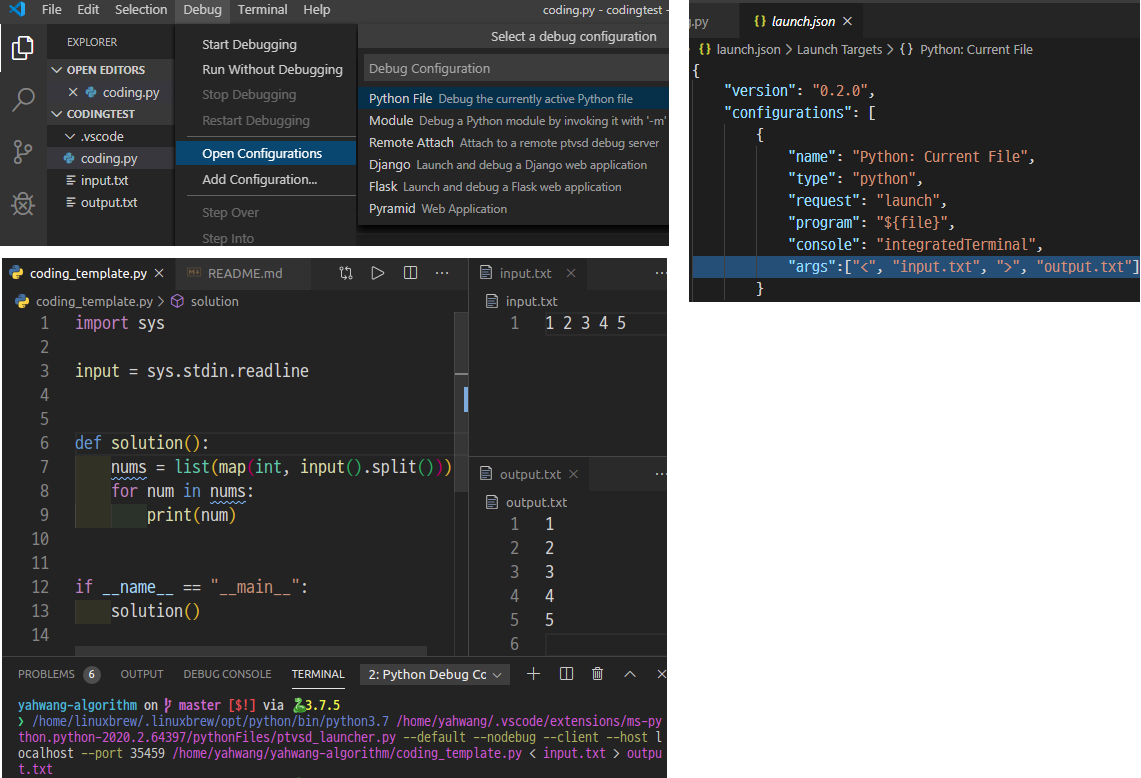 File Edit Selection Debug Terminal Help coding.py - codingtest -
EXPLORER
OPEN EDITORS
coding.py
CODINGTEST
.vscode
coding.py
input.txt
output.txt
Start Debugging
Run Without Debugging
Stop Debugging
Restart Debugging
Open Configurations
Add Configuration...
Step Over
Step Into
Select a debug configuration
Debug Configuration
Python File Debug the currently active Python file
Module Debug a Python module by invoking it with '-m'
Remote Attach Attach to a remote ptvsd debug server
Django Launch and debug a Django web application
Flask Launch and debug a Flask web application
Pyramid Web Application
.py {} launch.json ×
{} launch.json > Launch Targets > {} Python: Current File
{
"version": "0.2.0",
"configurations": [
{
"name": "Python: Current File",
"type": "python",
"request": "launch",
"program": "${file}",
"console": "integratedTerminal",
"args":["<", "input.txt", ">", "output.txt"]
}
coding_template.py × README.md ...
coding_template.py > solution
1 import sys
2
3 input = sys.stdin.readline
4
5
6 def solution():
7 nums = list(map(int, input().split()))
8 for num in nums:
9 print(num)
10
11
12 if __name__ == "__main__":
13 solution()
14
input.txt × ...
input.txt
1 1 2 3 4 5
output.txt × ...
output.txt
1 1
2 2
3 3
4 4
5 5
6
PROBLEMS 6 OUTPUT DEBUG CONSOLE TERMINAL 2: Python Debug Co
yahwang-algorithm on master [$!] via 3.7.5
❯ /home/linuxbrew/.linuxbrew/opt/python/bin/python3.7 /home/yahwang/.vscode/extensions/ms-py
thon.python-2020.2.64397/pythonFiles/ptvsd_launcher.py --default --nodebug --client --host l
ocalhost --port 35459 /home/yahwang/yahwang-algorithm/coding_template.py < input.txt > outpu
t.txt